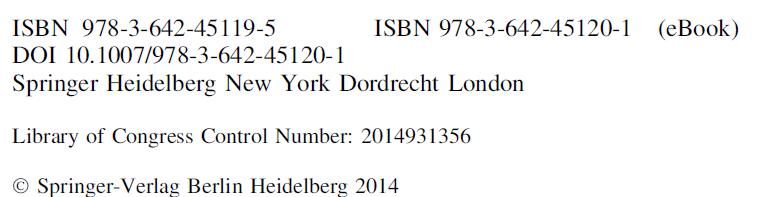 ISBN 978-3-642-45119-5 ISBN 978-3-642-45120-1 (eBook)
DOI 10.1007/978-3-642-45120-1
Springer Heidelberg New York Dordrecht London
Library of Congress Control Number: 2014931356
© Springer-Verlag Berlin Heidelberg 2014